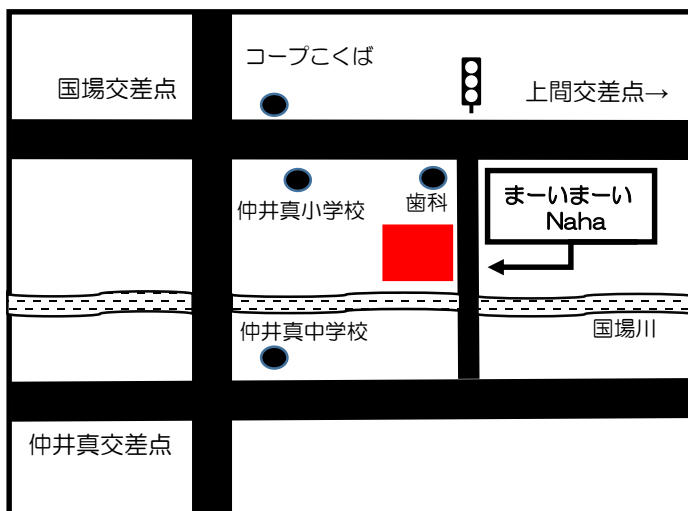 コープこくば
国場交差点
上間交差点→
仲井真小学校
歯科
まーいまーい
Naha
仲井真中学校
国場川
仲井真交差点